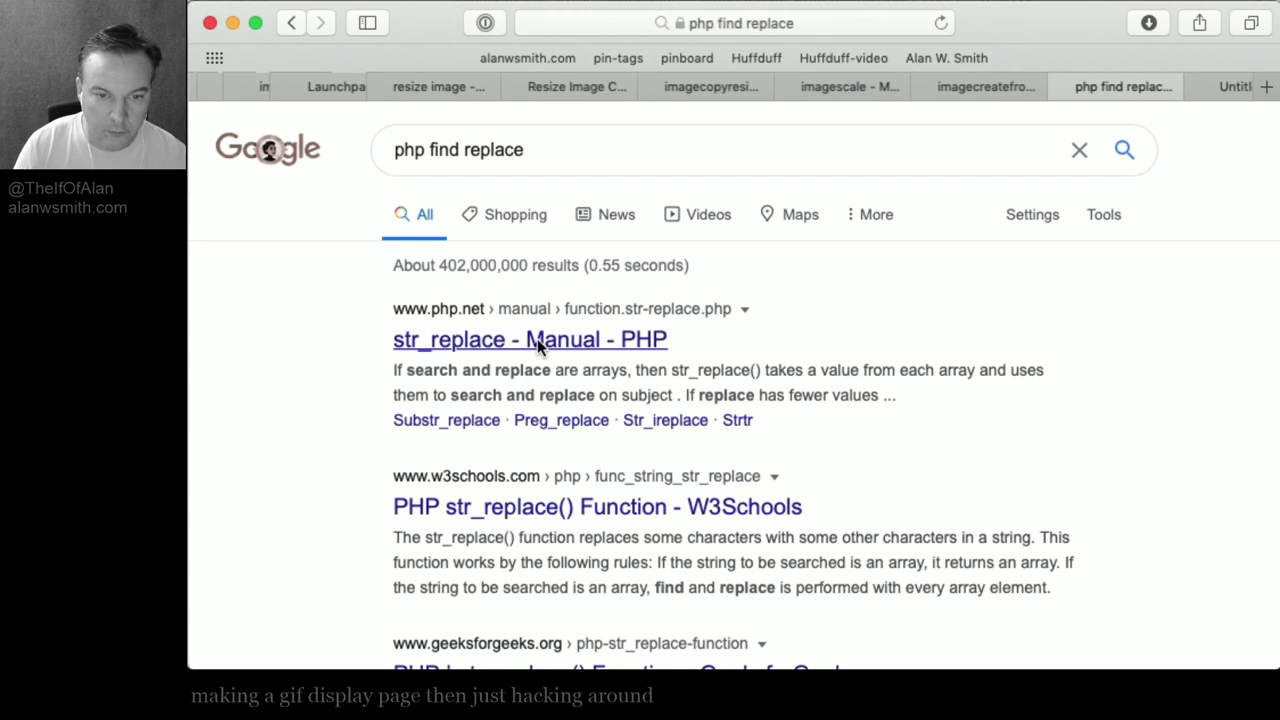 php find replace
alanwsmith.com pin-tags pinboard Huffduff Huffduff-video Alan W. Smith
in Launchpa resize image -... Resize Image C... imagecopyresi... imagescale - M... imagecreatefro... php find replac... Untitl
Google
php find replace
All Shopping News Videos Maps More Settings Tools
@TheIfOfAlan
alanwsmith.com
About 402,000,000 results (0.55 seconds)
www.php.net › manual › function.str-replace.php
str_replace - Manual - PHP
If search and replace are arrays, then str_replace() takes a value from each array and uses
them to search and replace on subject . If replace has fewer values ...
Substr_replace · Preg_replace · Str_ireplace · Strtr
www.w3schools.com › php › func_string_str_replace
PHP str_replace() Function - W3Schools
The str_replace() function replaces some characters with some other characters in a string. This
function works by the following rules: If the string to be searched is an array, it returns an array. If
the string to be searched is an array, find and replace is performed with every array element.
www.geeksforgeeks.org › php-str_replace-function
making a gif display page then just hacking around